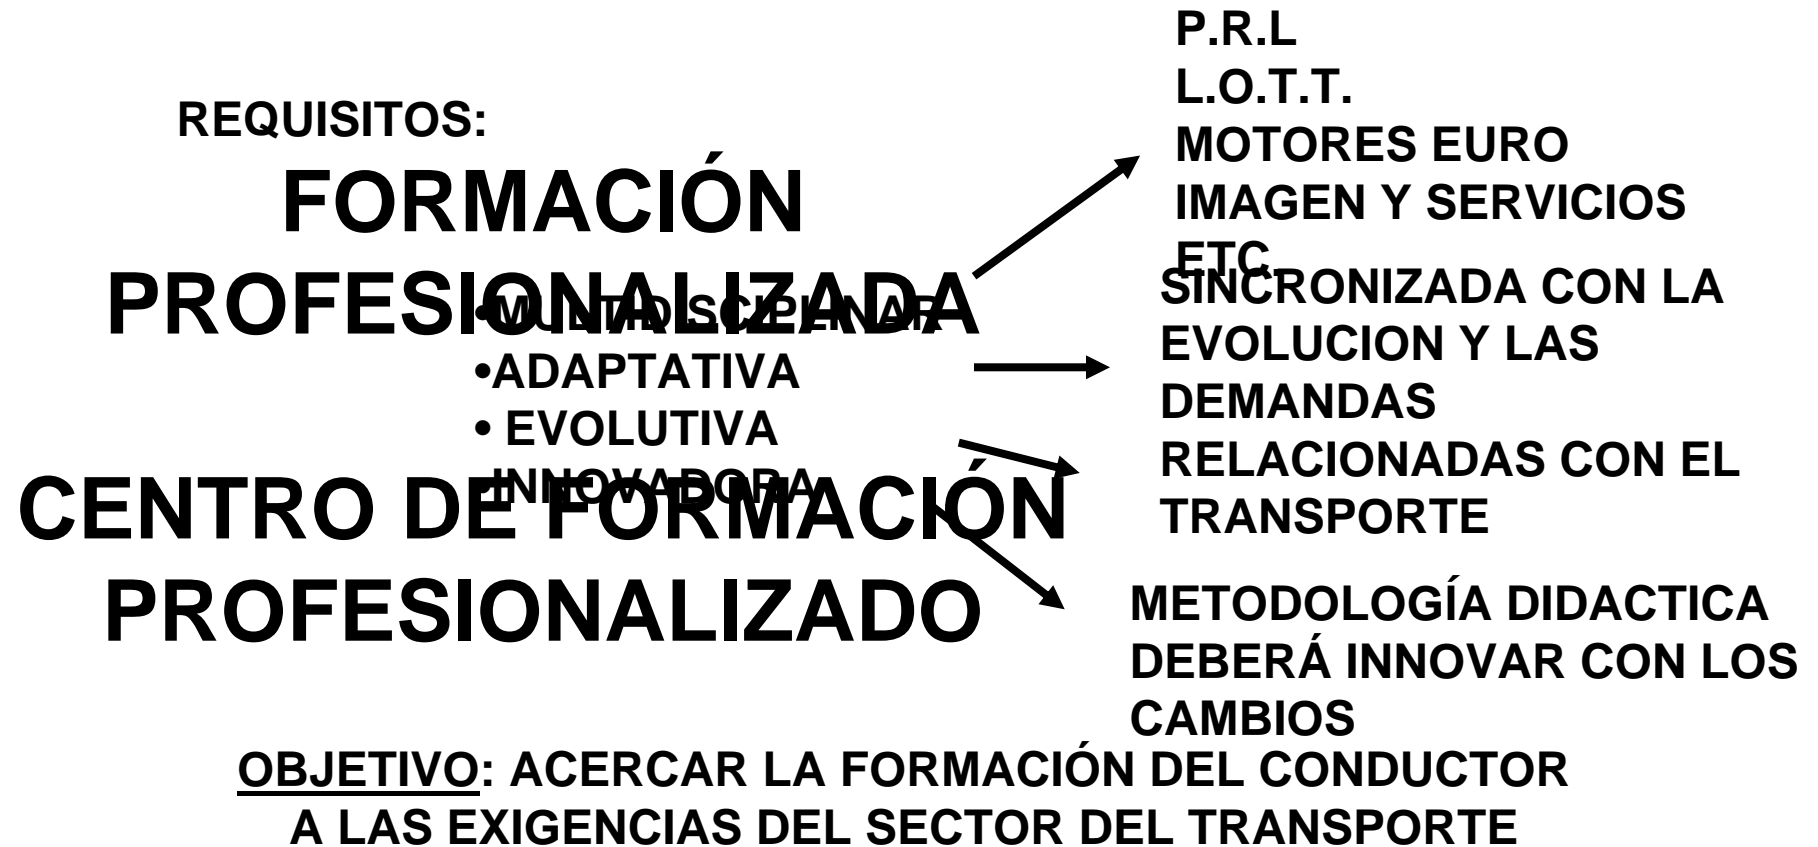 REQUISITOS:
FORMACIÓN
PROFESIONALIZADA
•MULTIDISCIPLINAR
•ADAPTATIVA
• EVOLUTIVA
•INNOVADORA
CENTRO DE FORMACIÓN
PROFESIONALIZADO
P.R.L
L.O.T.T.
MOTORES EURO
IMAGEN Y SERVICIOS
ETC.
SINCRONIZADA CON LA
EVOLUCION Y LAS
DEMANDAS
RELACIONADAS CON EL
TRANSPORTE
METODOLOGÍA DIDACTICA
DEBERÁ INNOVAR CON LOS
CAMBIOS
OBJETIVO: ACERCAR LA FORMACIÓN DEL CONDUCTOR
A LAS EXIGENCIAS DEL SECTOR DEL TRANSPORTE